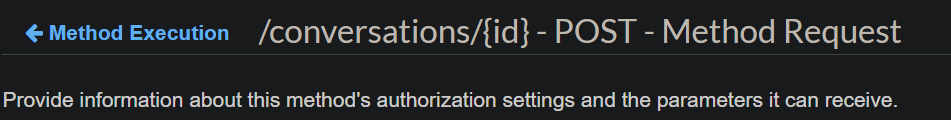 Method Execution /conversations/{id} - POST - Method Request
Provide information about this method's authorization settings and the parameters it can receive.